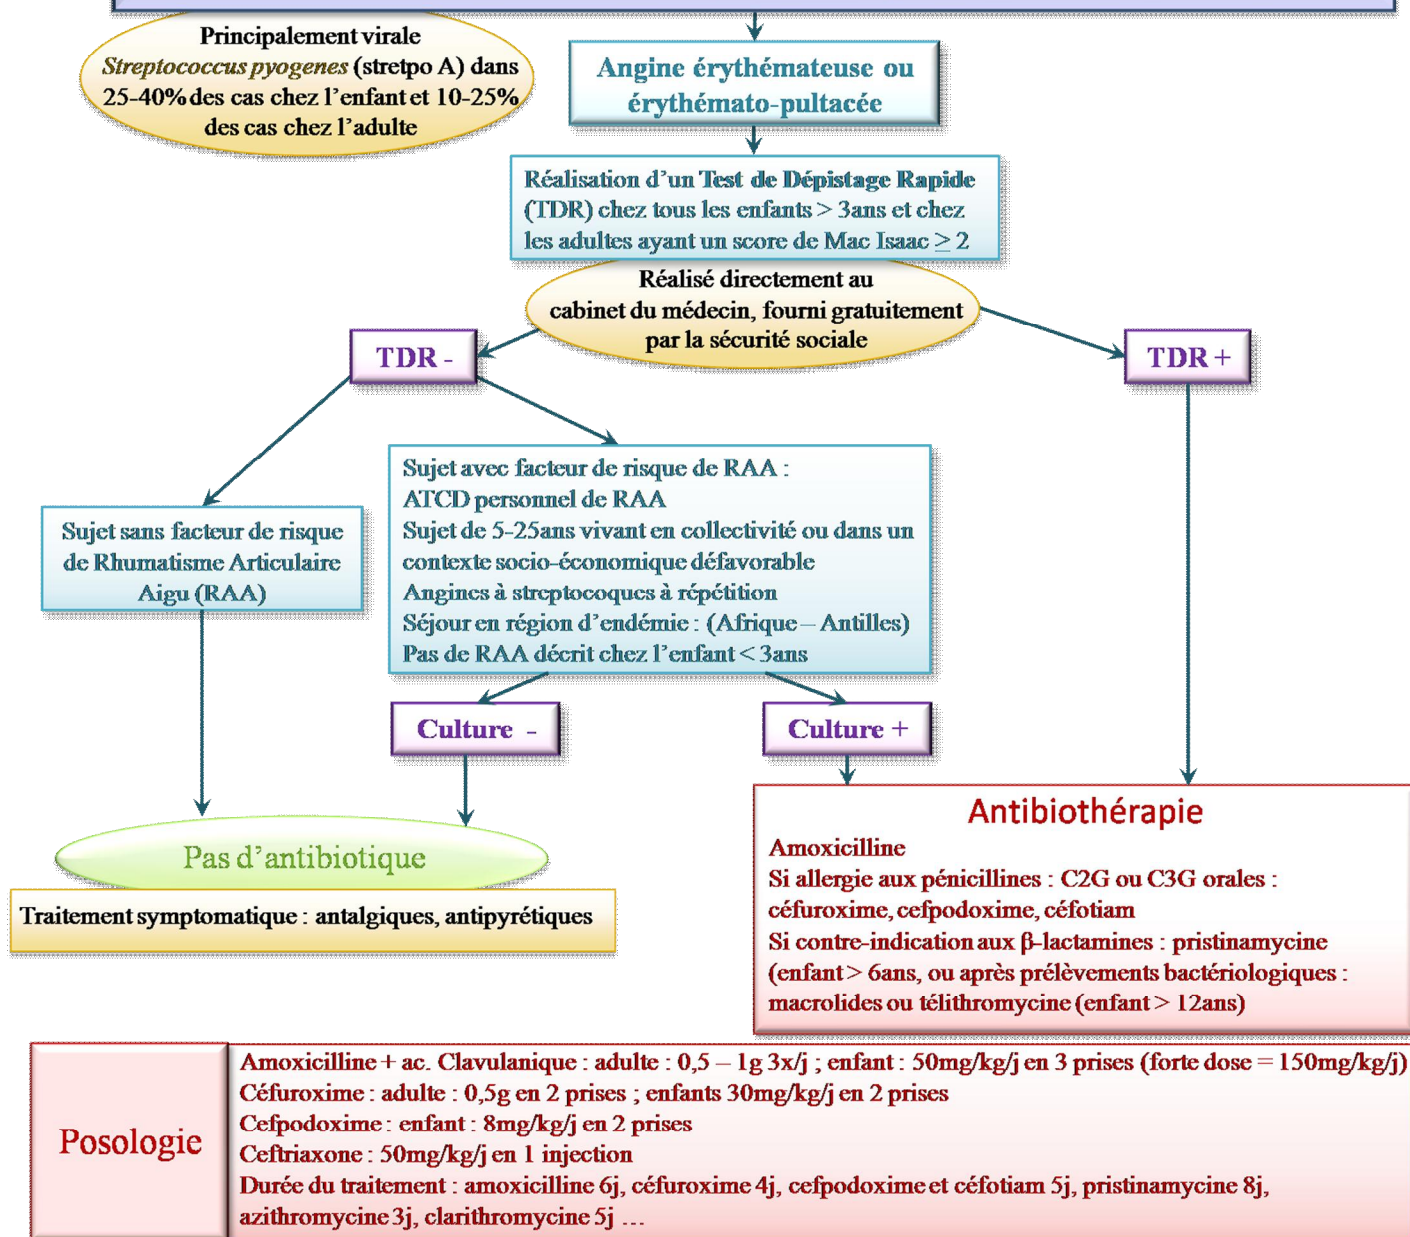 Principalement virale
Streptococcus pyogenes (stretpo A) dans
25-40% des cas chez l'enfant et 10-25%
des cas chez l'adulte
Angine érythémateuse ou
érythémato-pultacée
Réalisation d'un Test de Dépistage Rapide
(TDR) chez tous les enfants > 3ans et chez
les adultes ayant un score de Mac Isaac ≥ 2
Réalisé directement au
cabinet du médecin, fourni gratuitement
par la sécurité sociale
TDR -
TDR +
Sujet sans facteur de risque
de Rhumatisme Articulaire
Aigu (RAA)
Sujet avec facteur de risque de RAA :
ATCD personnel de RAA
Sujet de 5-25ans vivant en collectivité ou dans un
contexte socio-économique défavorable
Angines à streptocoques à répétition
Séjour en région d'endémie : (Afrique – Antilles)
Pas de RAA décrit chez l'enfant < 3ans
Culture -
Culture +
Pas d'antibiotique
Traitement symptomatique : antalgiques, antipyrétiques
Antibiothérapie
Amoxicilline
Si allergie aux pénicillines : C2G ou C3G orales :
céfuroxime, cefpodoxime, céfotiam
Si contre-indication aux β-lactamines : pristinamycine
(enfant > 6ans, ou après prélèvements bactériologiques :
macrolides ou télithromycine (enfant > 12ans)
Posologie
Amoxicilline + ac. Clavulanique : adulte : 0,5 – 1g 3x/j ; enfant : 50mg/kg/j en 3 prises (forte dose = 150mg/kg/j)
Céfuroxime : adulte : 0,5g en 2 prises ; enfants 30mg/kg/j en 2 prises
Cefpodoxime : enfant : 8mg/kg/j en 2 prises
Ceftriaxone : 50mg/kg/j en 1 injection
Durée du traitement : amoxicilline 6j, céfuroxime 4j, cefpodoxime et céfotiam 5j, pristinamycine 8j,
azithromycine 3j, clarithromycine 5j …